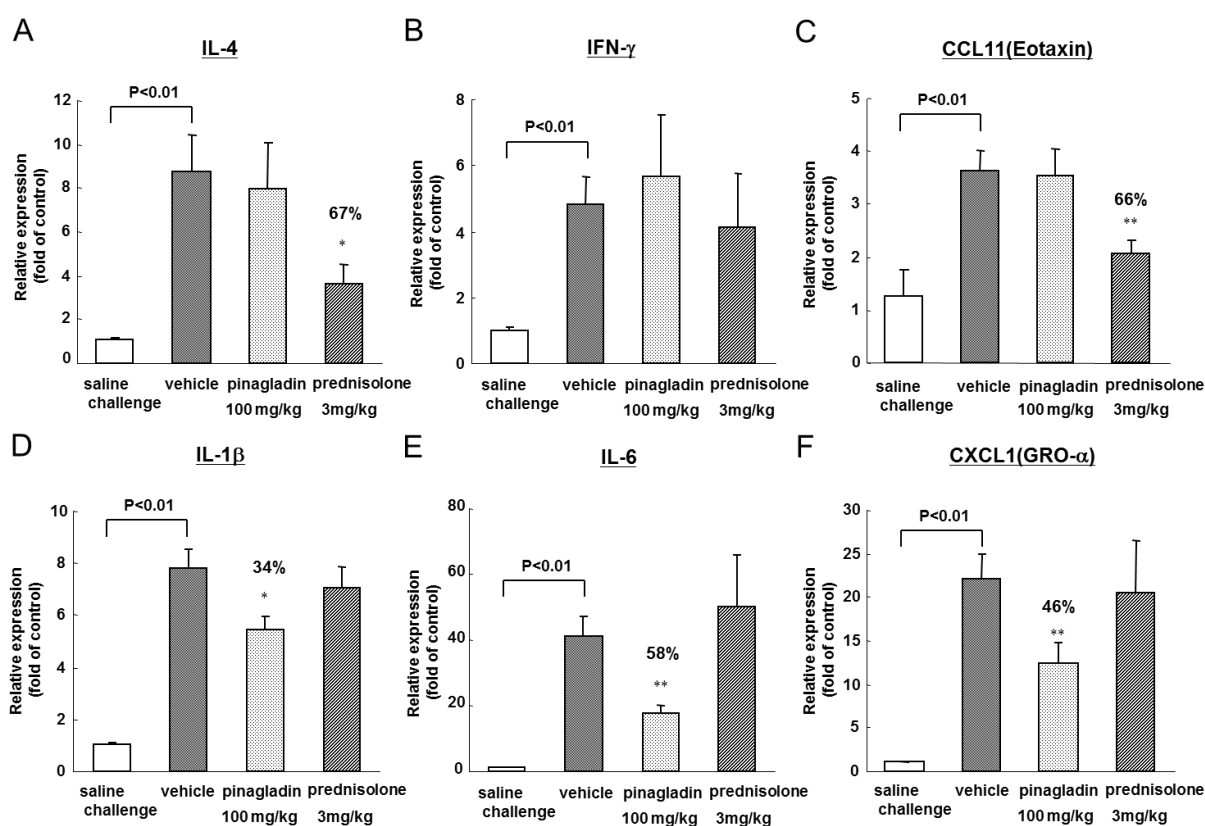 A
IL-4
Relative expression
(fold of control)
12
10
8
6
4
2
0
P<0.01
67%
*
saline challenge
vehicle
pinagladin 100 mg/kg
prednisolone 3mg/kg
B
IFN-γ
Relative expression
(fold of control)
8
6
4
2
0
P<0.01
saline challenge
vehicle
pinagladin 100 mg/kg
prednisolone 3mg/kg
C
CCL11(Eotaxin)
Relative expression
(fold of control)
5
4
3
2
1
0
P<0.01
66%
**
saline challenge
vehicle
pinagladin 100 mg/kg
prednisolone 3mg/kg
D
IL-1β
Relative expression
(fold of control)
10
8
6
4
2
0
P<0.01
34%
*
saline challenge
vehicle
pinagladin 100 mg/kg
prednisolone 3mg/kg
E
IL-6
Relative expression
(fold of control)
80
60
40
20
0
P<0.01
58%
**
saline challenge
vehicle
pinagladin 100 mg/kg
prednisolone 3mg/kg
F
CXCL1(GRO-α)
Relative expression
(fold of control)
30
25
20
15
10
5
0
P<0.01
46%
**
saline challenge
vehicle
pinagladin 100 mg/kg
prednisolone 3mg/kg